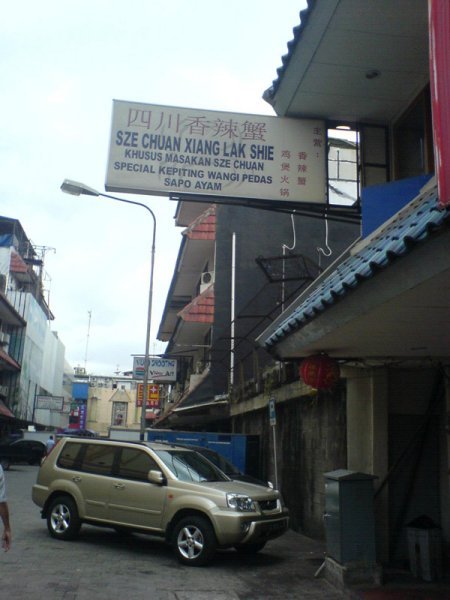 四川香辣蟹
SZE CHUAN XIANG LAK SHIE
KHUSUS MASAKAN SZE CHUAN
SPECIAL KEPITING WANGI PEDAS
SAPO AYAM
主营：
香辣蟹
鸡煲火锅